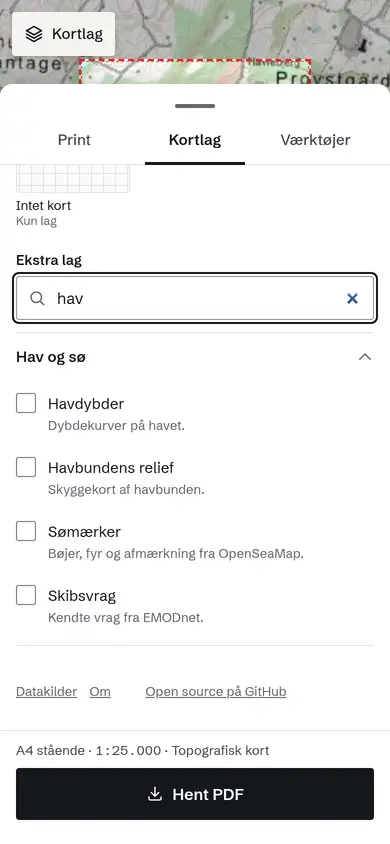 Kortlag
antage
Provstgård
Print
Kortlag
Værktøjer
Intet kort
Kun lag
Ekstra lag
hav
Hav og sø
Havdybder
Dybdekurver på havet.
Havbundens relief
Skyggekort af havbunden.
Sømærker
Bøjer, fyr og afmærkning fra OpenSeaMap.
Skibsvrag
Kendte vrag fra EMODnet.
Datakilder Om Open source på GitHub
A4 stående · 1:25.000 · Topografisk kort
Hent PDF